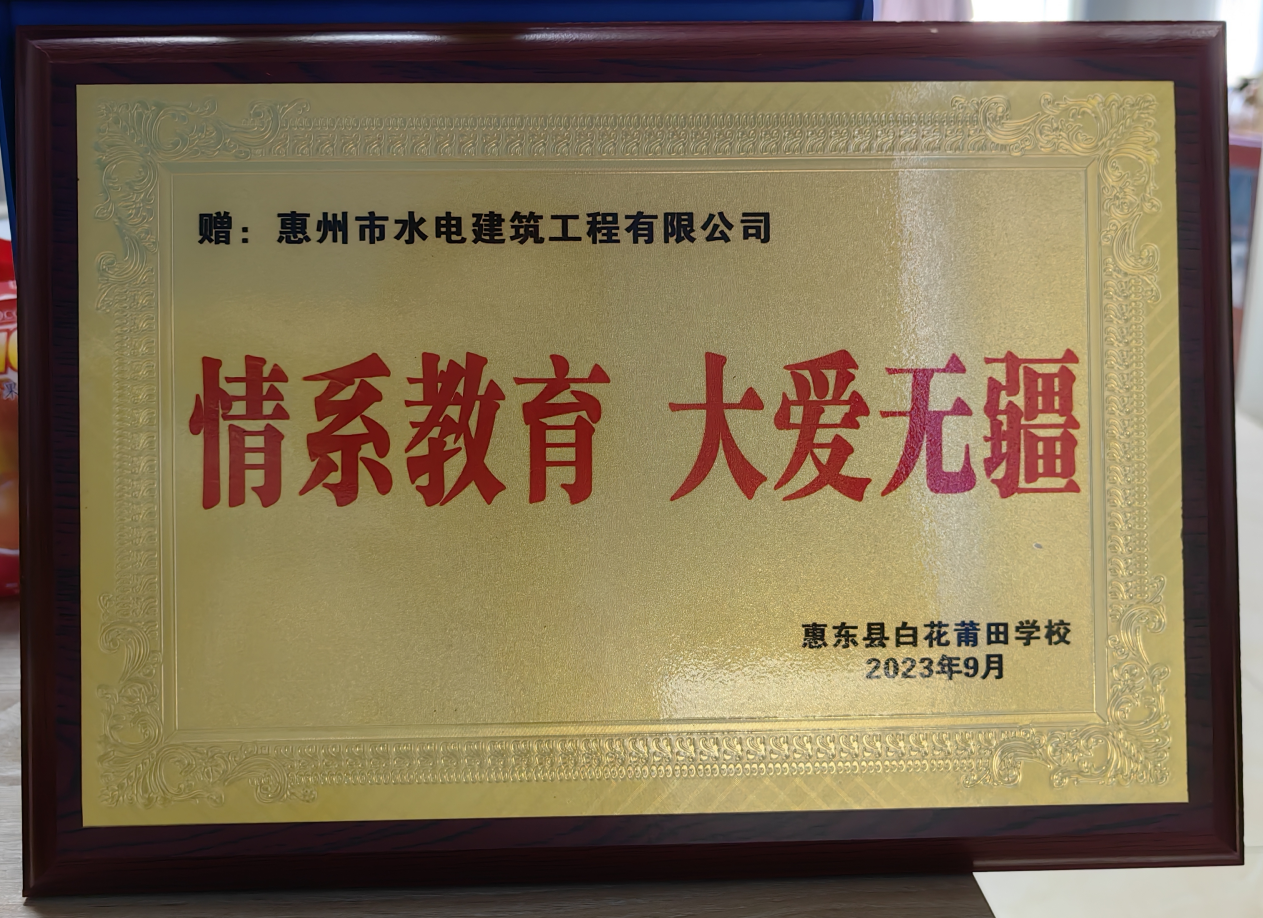 赠：惠州市水电建筑工程有限公司
情系教育 大爱无疆
惠东县白花莆田学校
2023年9月